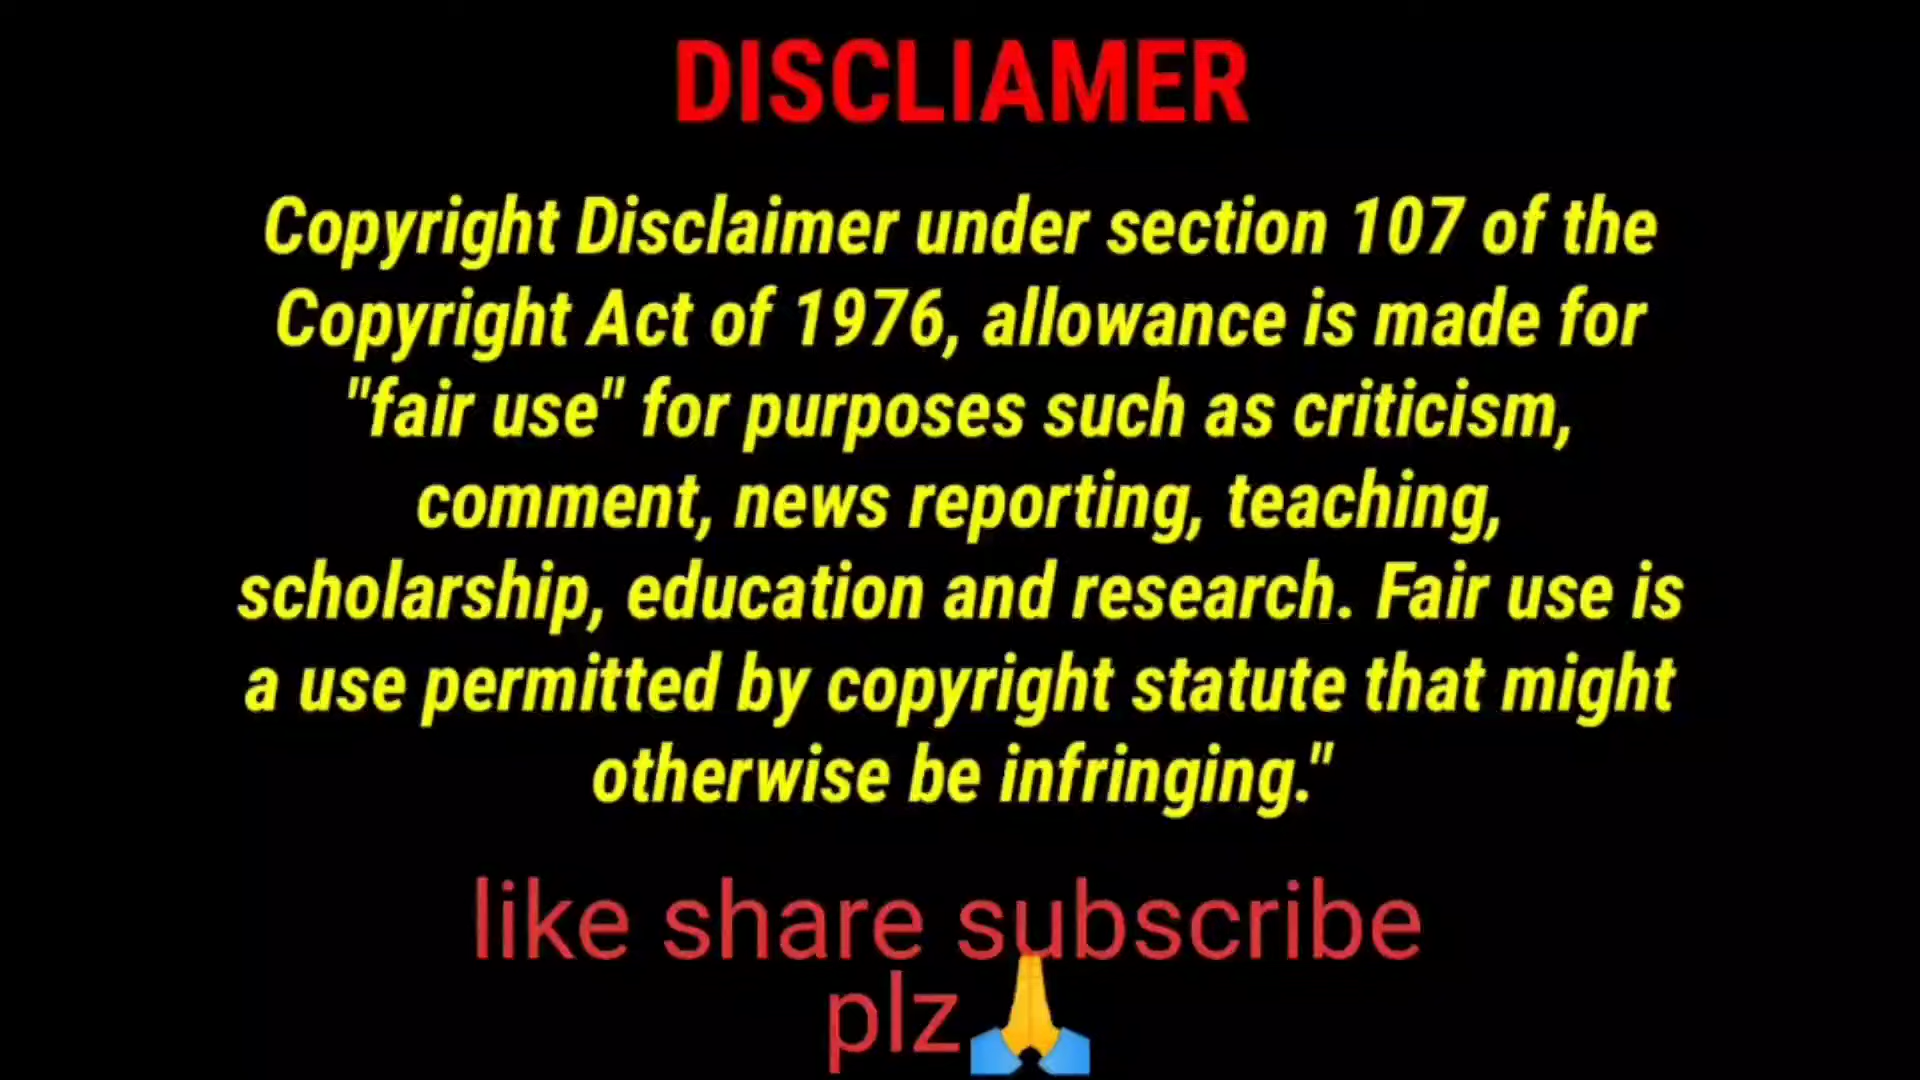 DISCLIAMER
Copyright Disclaimer under section 107 of the
Copyright Act of 1976, allowance is made for
"fair use" for purposes such as criticism,
comment, news reporting, teaching,
scholarship, education and research. Fair use is
a use permitted by copyright statute that might
otherwise be infringing."
like share subscribe
plz🙏